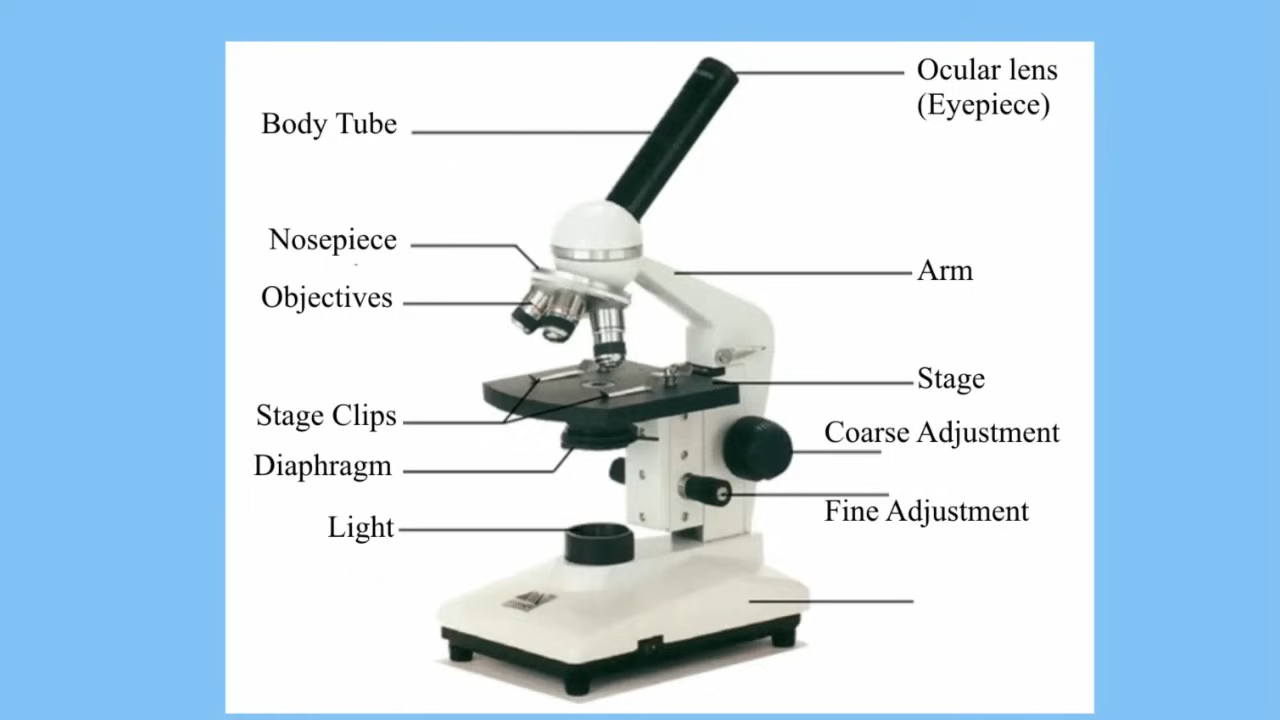 Ocular lens
(Eyepiece)
Body Tube
Nosepiece
Arm
Objectives
Stage
Stage Clips
Coarse Adjustment
Diaphragm
Fine Adjustment
Light